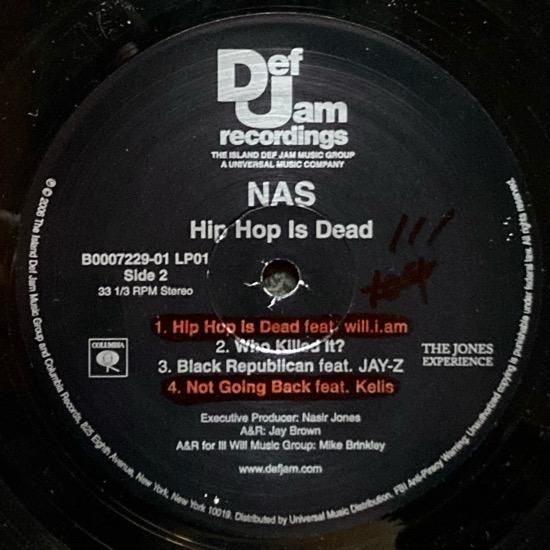 Def
Jam
recordings
THE ISLAND DEF JAM MUSIC GROUP
A UNIVERSAL MUSIC COMPANY
NAS
Hip Hop Is Dead
B0007229-01 LP01
Side 2
33 1/3 RPM Stereo
1. Hip Hop Is Dead feat. will.i.am
2. Who Killed It?
3. Black Republican feat. JAY-Z
4. Not Going Back feat. Kelis
COLUMBIA
THE JONES
EXPERIENCE
Executive Producer: Nasir Jones
A&R: Jay Brown
A&R for Ill Will Music Group: Mike Brinkley
www.defjam.com
℗ © 2006 The Island Def Jam Music Group and Columbia Records, 825 Eighth Avenue, New York, New York 10019. Distributed by Universal Music Distribution. FBI Anti-Piracy Warning: Unauthorized copying is punishable under federal law. All rights reserved.